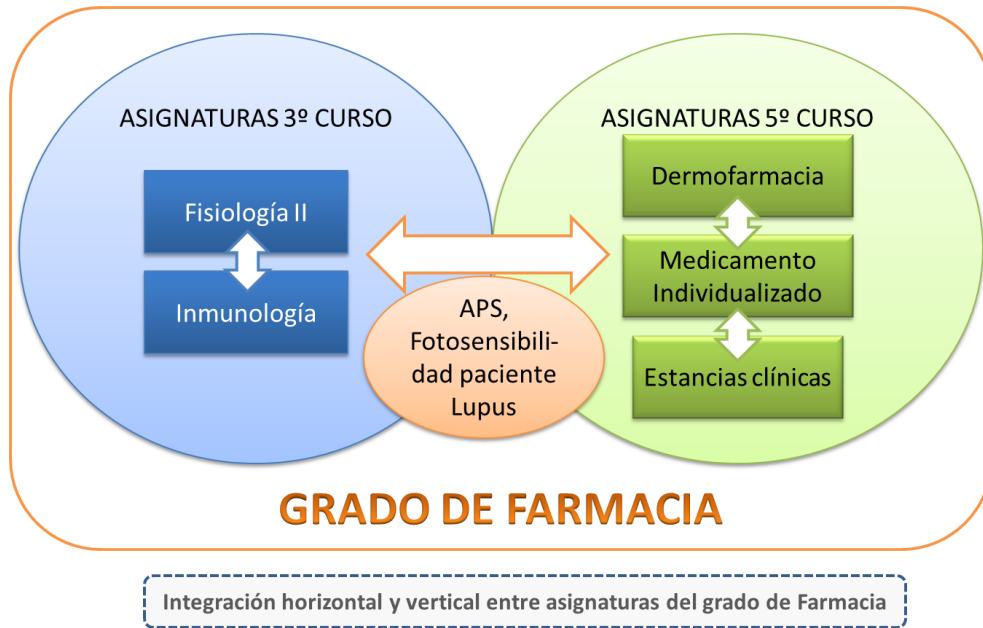 ASIGNATURAS 3º CURSO
Fisiología II
Inmunología
APS,
Fotosensibili-
dad paciente
Lupus
ASIGNATURAS 5º CURSO
Dermofarmacia
Medicamento
Individualizado
Estancias clínicas
GRADO DE FARMACIA
Integración horizontal y vertical entre asignaturas del grado de Farmacia